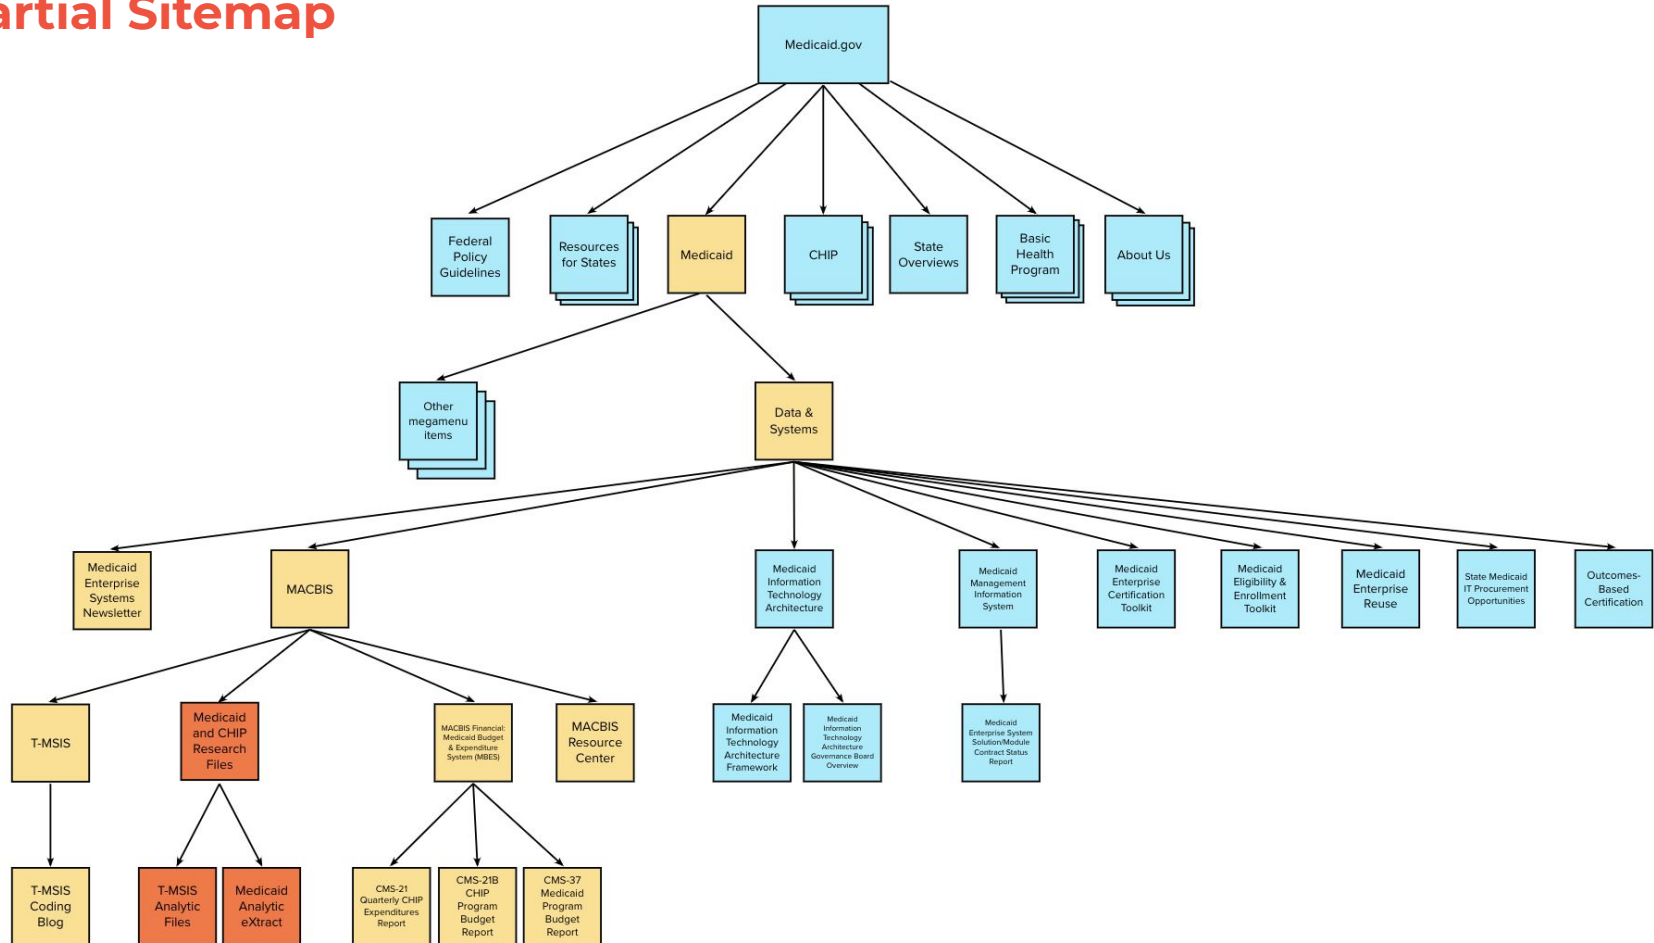 artial Sitemap
Medicaid.gov
Federal
Policy
Guidelines
Resources
for States
Medicaid
CHIP
State
Overviews
Basic
Health
Program
About Us
Other
megamenu
items
Data &
Systems
Medicaid
Enterprise
Systems
Newsletter
MACBIS
Medicaid
Information
Technology
Architecture
Medicaid
Management
Information
System
Medicaid
Enterprise
Certification
Toolkit
Medicaid
Eligibility &
Enrollment
Toolkit
Medicaid
Enterprise
Reuse
State Medicaid
IT Procurement
Opportunities
Outcomes-
Based
Certification
T-MSIS
Medicaid
and CHIP
Research
Files
MACBIS Financial:
Medicaid Budget
& Expenditure
System (MBES)
MACBIS
Resource
Center
Medicaid
Information
Technology
Architecture
Framework
Medicaid
Information
Technology
Architecture
Governance Board
Overview
Medicaid
Enterprise System
Solution/Module
Contract Status
Report
T-MSIS
Coding
Blog
T-MSIS
Analytic
Files
Medicaid
Analytic
eXtract
CMS-21
Quarterly CHIP
Expenditures
Report
CMS-21B
CHIP
Program
Budget
Report
CMS-37
Medicaid
Program
Budget
Report